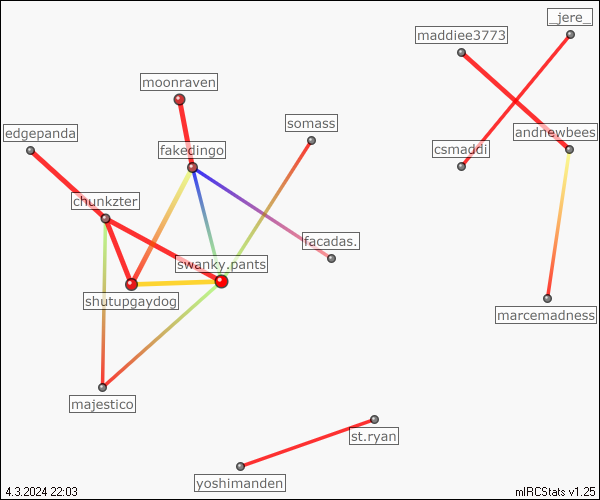 _jere_
maddiee3773
moonraven
somass
edgepanda
andnewbees
fakedingo
csmaddi
chunkzter
facadas.
swanky.pants
shutupgaydog
marcemadness
majestico
st.ryan
yoshimanden
4.3.2024 22:03
mIRCStats v1.25